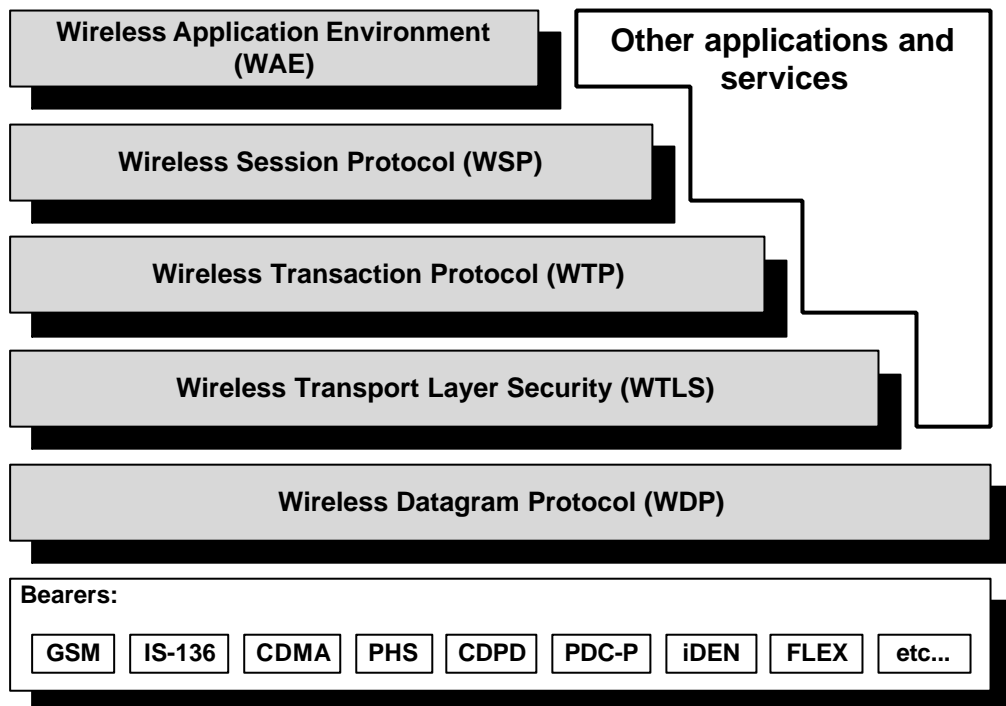 Wireless Application Environment
(WAE)
Other applications and
services
Wireless Session Protocol (WSP)
Wireless Transaction Protocol (WTP)
Wireless Transport Layer Security (WTLS)
Wireless Datagram Protocol (WDP)
Bearers:
GSM IS-136 CDMA PHS CDPD PDC-P iDEN FLEX etc...